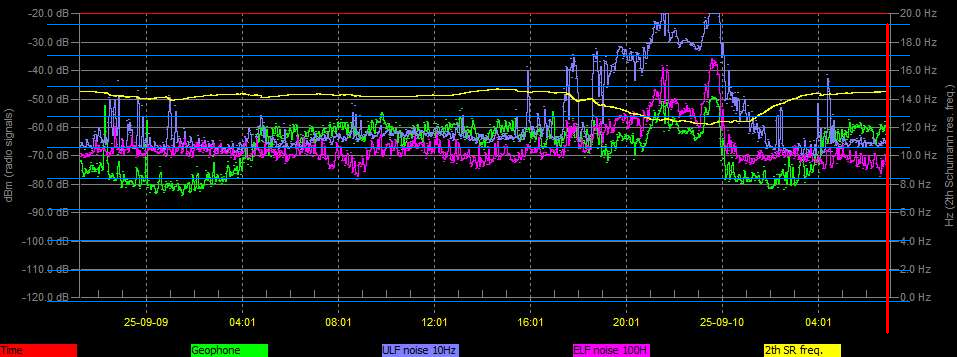 -20.0 dB
-30.0 dB
-40.0 dB
-50.0 dB
-60.0 dB
-70.0 dB
-80.0 dB
-90.0 dB
-100.0 dB
-110.0 dB
-120.0 dB
dBm (radio signals)
20.0 Hz
18.0 Hz
16.0 Hz
14.0 Hz
12.0 Hz
10.0 Hz
8.0 Hz
6.0 Hz
4.0 Hz
2.0 Hz
0.0 Hz
Hz (2th Schumann res. freq.)
25-09-09 04:01 08:01 12:01 16:01 20:01 25-09-10 04:01
Time Geophone ULF noise 10Hz ELF noise 100H 2th SR freq.